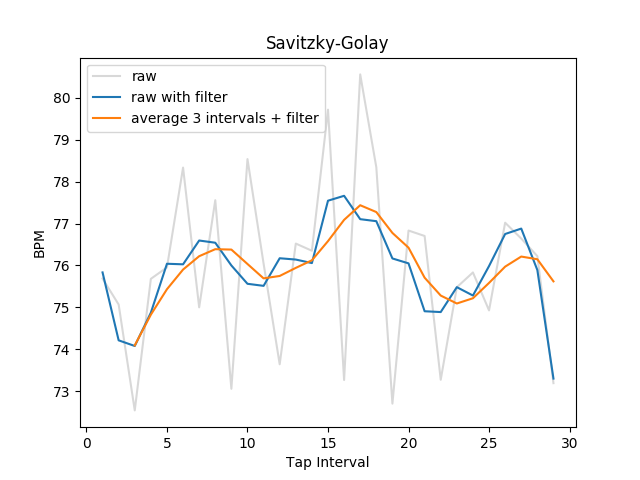 Savitzky-Golay
raw
raw with filter
average 3 intervals + filter
BPM
80
79
78
77
76
75
74
73
0 5 10 15 20 25 30
Tap Interval